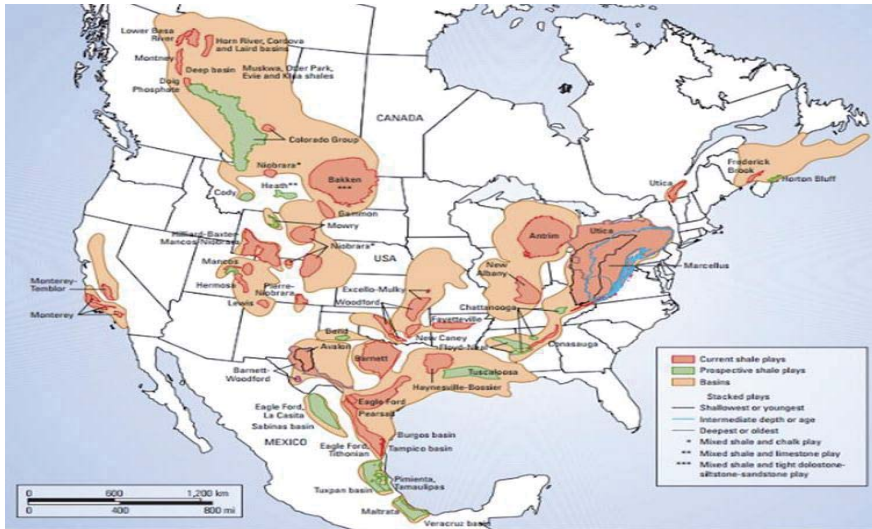 Lower Besa
River
Horn River, Cordova
and Laird basins
Montney
Deep basin
Muskwa, Otter Park,
Evie and Klua shales
Doig
Phosphate
CANADA
Colorado Group
Niobrara*
Bakken
***
Cody
Heath**
Gammon
Mowry
Hilliard-Baxter-
Mancos-Niobrara
Niobrara*
USA
Mancos
Hermosa
Pierre-
Niobrara
Lewis
Monterey-
Temblor
Monterey
Excello-Mulky
Woodford
Bend
New Caney
Fayetteville
Chattanooga
Floyd-Neal
Conasauga
Antrim
New
Albany
Utica
Marcellus
Utica
Frederick
Brook
Horton Bluff
Avalon
Barnett-
Woodford
Barnett
Tuscaloosa
Haynesville-Bossier
Eagle Ford
Pearsall
Eagle Ford,
La Casita
Sabinas basin
MEXICO
Eagle Ford,
Tithonian
Burgos basin
Tampico basin
Pimienta,
Tamaulipas
Tuxpan basin
Maltrata
Veracruz basin
Current shale plays
Prospective shale plays
Basins
Stacked plays
Shallowest or youngest
Intermediate depth or age
Deepest or oldest
* Mixed shale and chalk play
** Mixed shale and limestone play
*** Mixed shale and tight dolostone-
siltstone-sandstone play
0 600 1,200 km
0 400 800 mi